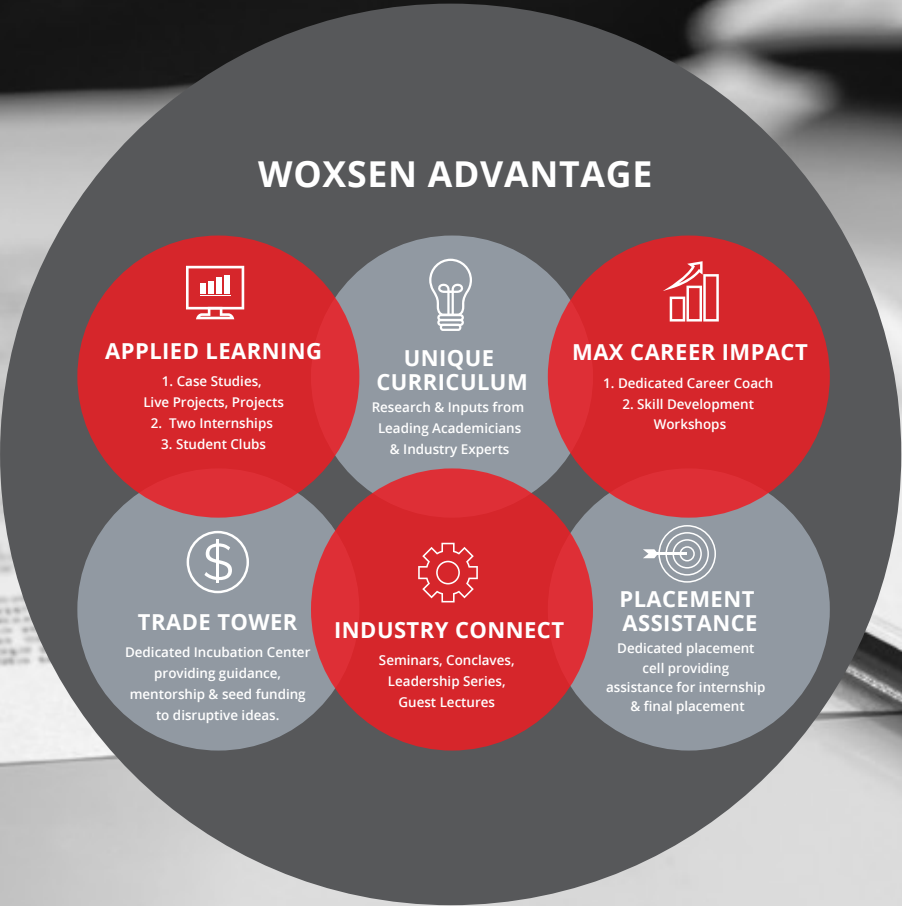 WOXSEN ADVANTAGE
APPLIED LEARNING
1. Case Studies,
Live Projects, Projects
2. Two Internships
3. Student Clubs
UNIQUE
CURRICULUM
Research & Inputs from
Leading Academicians
& Industry Experts
MAX CAREER IMPACT
1. Dedicated Career Coach
2. Skill Development
Workshops
TRADE TOWER
Dedicated Incubation Center
providing guidance,
mentorship & seed funding
to disruptive ideas.
INDUSTRY CONNECT
Seminars, Conclaves,
Leadership Series,
Guest Lectures
PLACEMENT
ASSISTANCE
Dedicated placement
cell providing
assistance for internship
& final placement